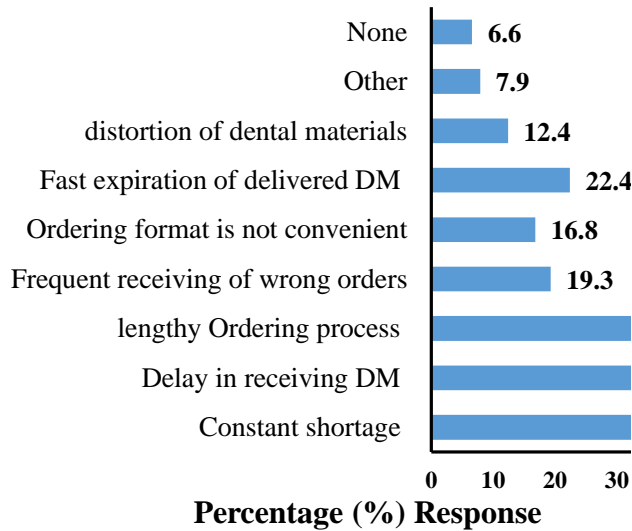 None 6.6
Other 7.9
distortion of dental materials 12.4
Fast expiration of delivered DM 22.4
Ordering format is not convenient 16.8
Frequent receiving of wrong orders 19.3
lengthy Ordering process
Delay in receiving DM
Constant shortage
0 10 20 30
Percentage (%) Response